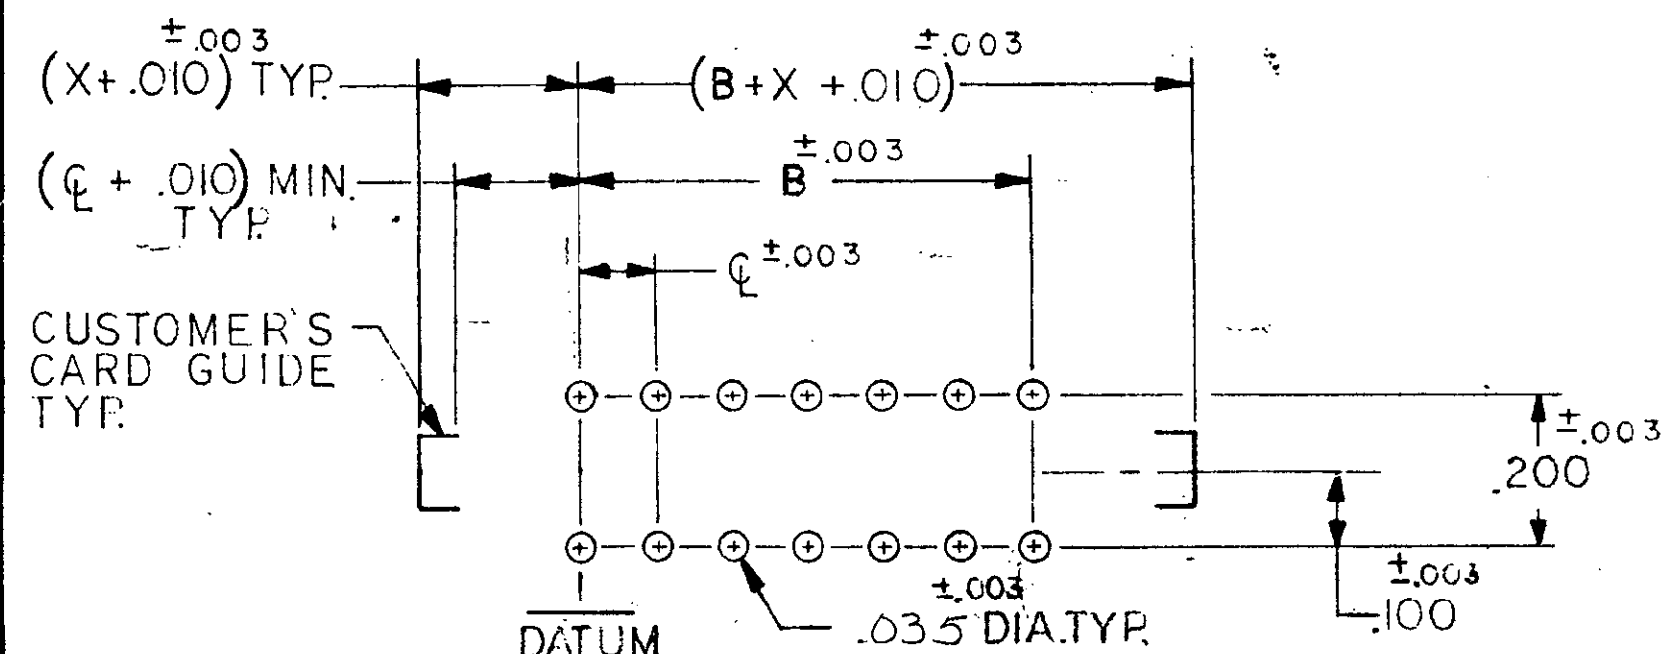 ±.003
(X+.010) TYP.
±.003
(B+X +.010)
(℄ + .010) MIN.
TYP.
±.003
B
℄ ±.003
CUSTOMER'S
CARD GUIDE
TYP.
±.003
.200
±.003
.100
±.003
.035 DIA.TYP.
DATUM